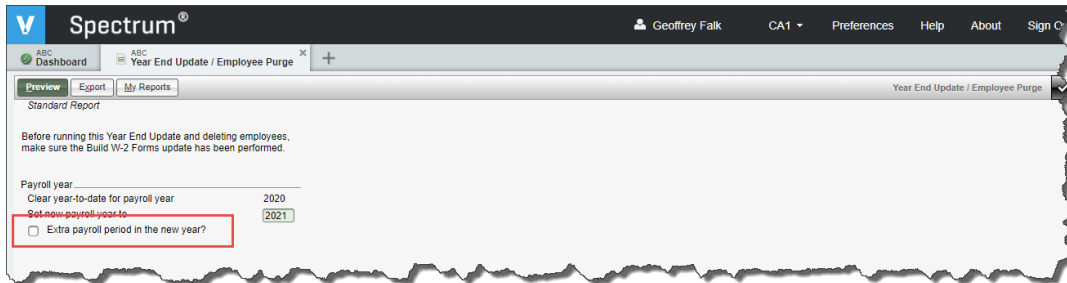 Spectrum®
Geoffrey Falk CA1 Preferences Help About Sign
ABC
Dashboard
ABC
Year End Update / Employee Purge
Preview Export My Reports Year End Update / Employee Purge
Standard Report
Before running this Year End Update and deleting employees,
make sure the Build W-2 Forms update has been performed.
Payroll year
Clear year-to-date for payroll year 2020
Set new payroll year to 2021
Extra payroll period in the new year?